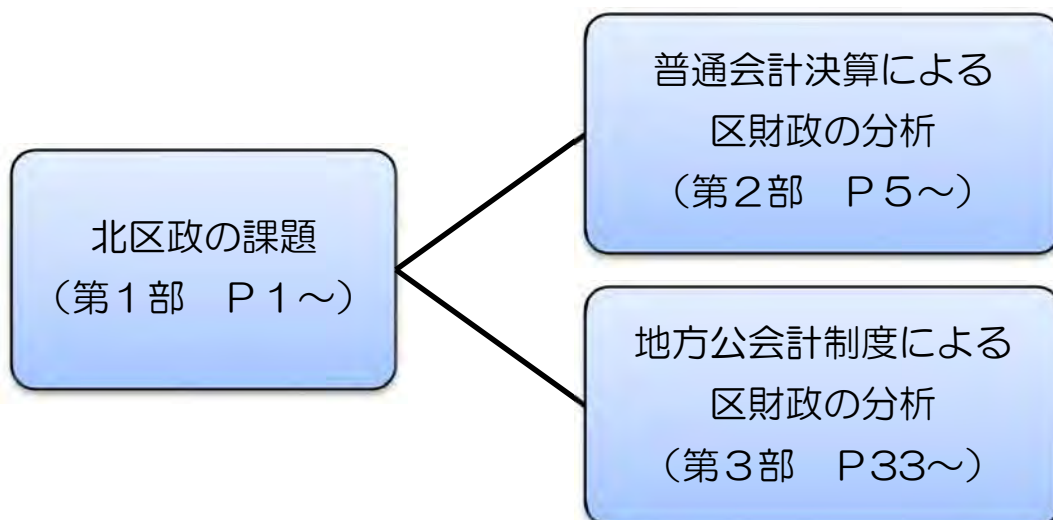 北区政の課題
（第１部　Ｐ１～）
普通会計決算による
区財政の分析
（第２部　Ｐ５～）
地方公会計制度による
区財政の分析
（第３部　Ｐ33～）